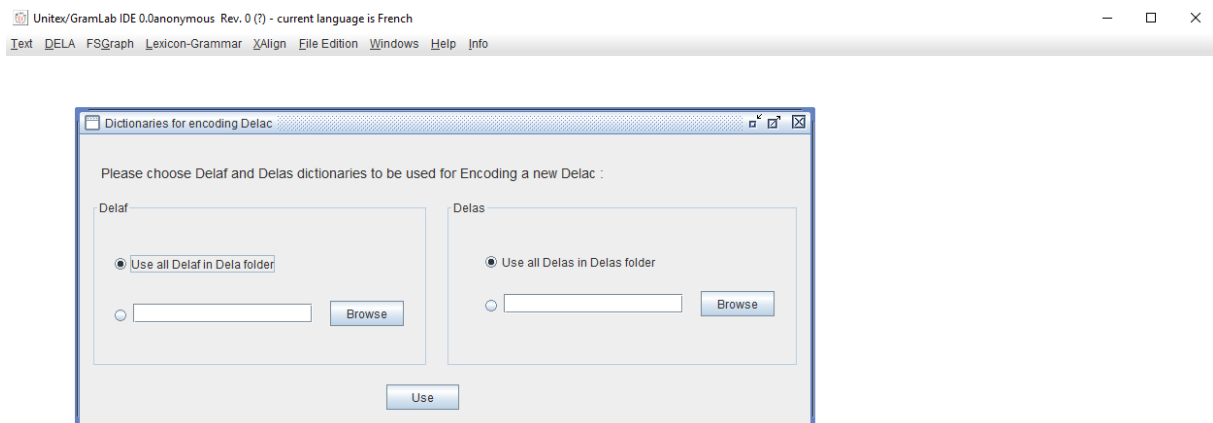 Unitex/GramLab IDE 0.0anonymous Rev. 0 (?) - current language is French
Text DELA FSGraph Lexicon-Grammar XAlign File Edition Windows Help Info
Dictionaries for encoding Delac
Please choose Delaf and Delas dictionaries to be used for Encoding a new Delac :
Delaf
Use all Delaf in Dela folder
Browse
Delas
Use all Delas in Delas folder
Browse
Use